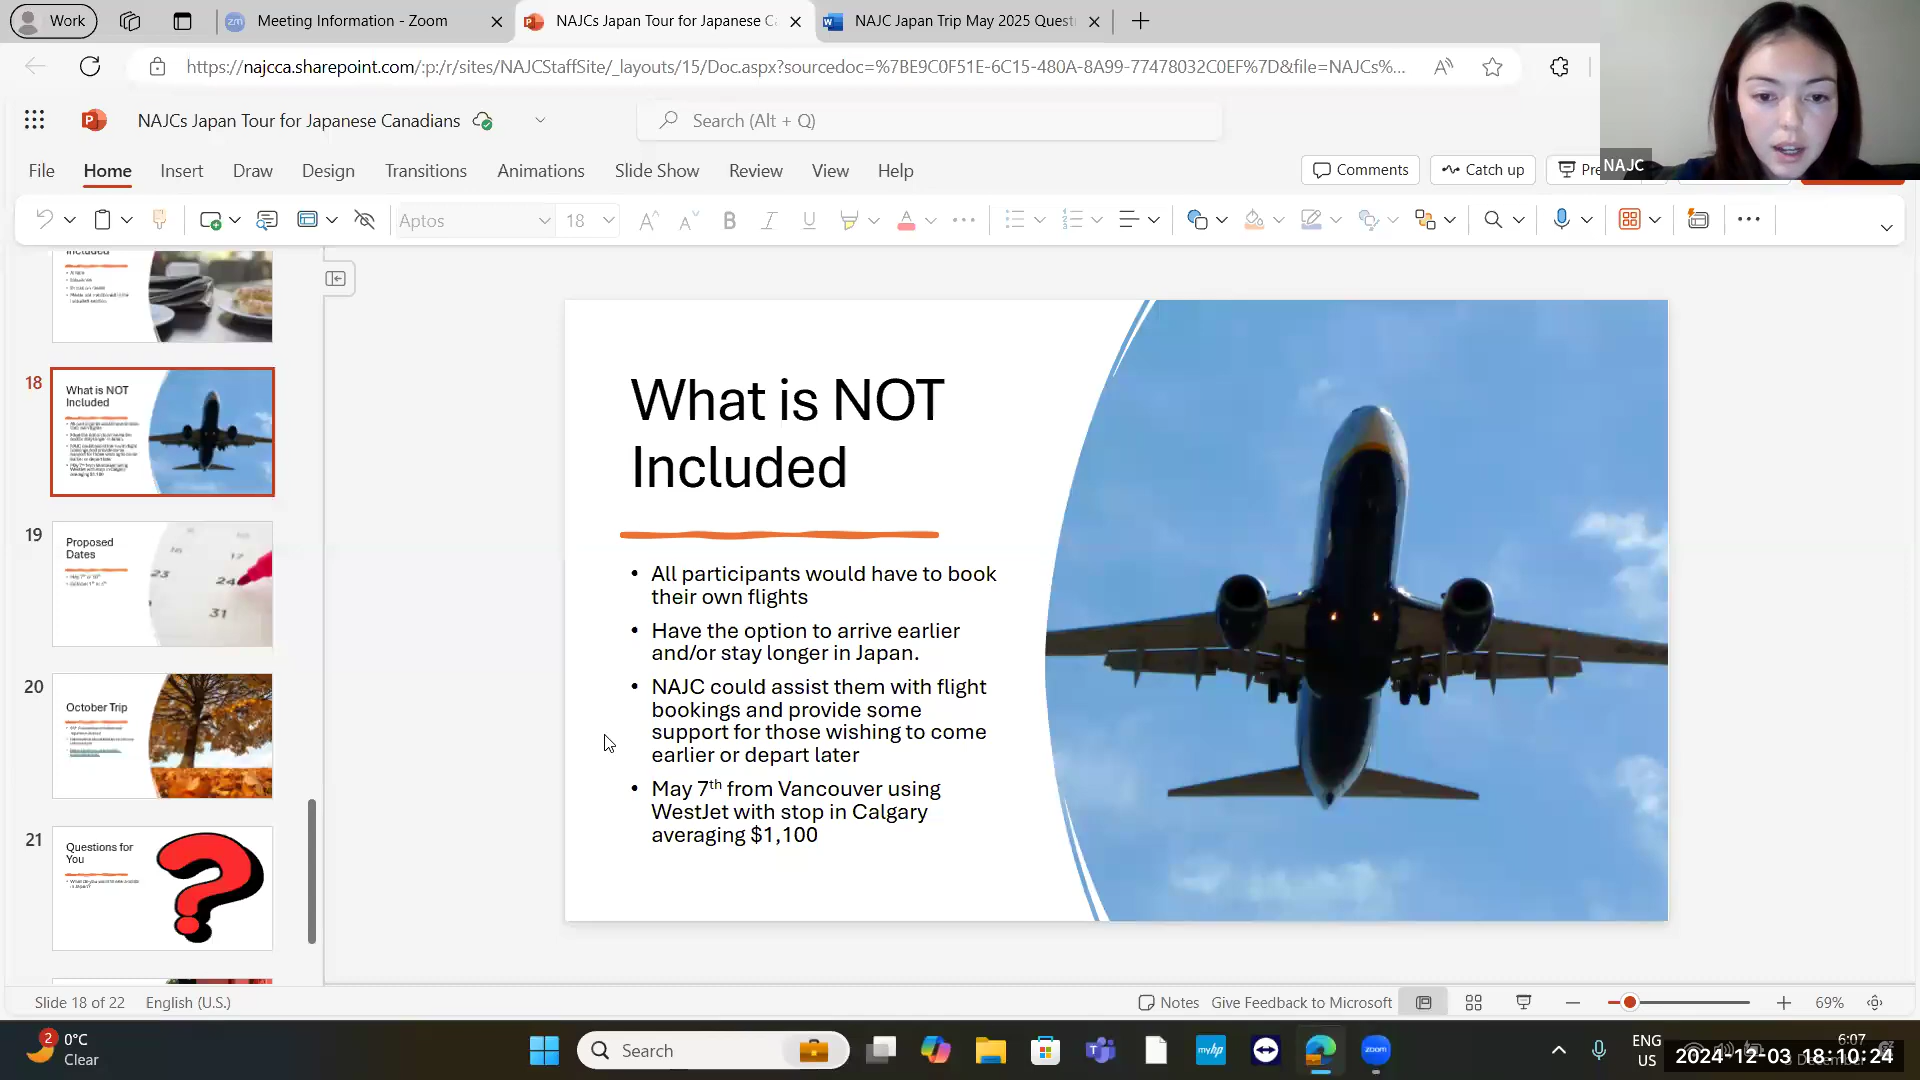 Work
Meeting Information - Zoom
NAJCs Japan Tour for Japanese C
NAJC Japan Trip May 2025 Quest
https://najcca.sharepoint.com/:p:/r/sites/NAJCStaffSite/_layouts/15/Doc.aspx?sourcedoc=%7BE9C0F51E-6C15-480A-8A99-77478032C0EF%7D&file=NAJCs%...
NAJCs Japan Tour for Japanese Canadians
Search (Alt + Q)
File Home Insert Draw Design Transitions Animations Slide Show Review View Help
Comments
Catch up
NAJC
Aptos
18
Included
18
What is NOT
Included
19
Proposed
Dates
20
October Trip
21
Questions for
You
What is NOT
Included
• All participants would have to book
their own flights
• Have the option to arrive earlier
and/or stay longer in Japan.
• NAJC could assist them with flight
bookings and provide some
support for those wishing to come
earlier or depart later
• May 7th from Vancouver using
WestJet with stop in Calgary
averaging $1,100
Slide 18 of 22
English (U.S.)
Notes
Give Feedback to Microsoft
69%
2
0°C
Clear
Search
myhp
zoom
ENG
US
6:07
2024-12-03 18:10:24